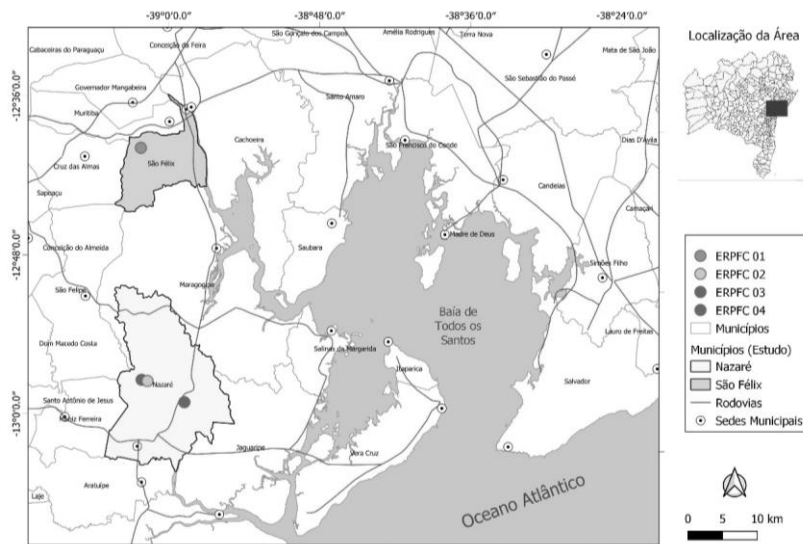 -39°0'0.0"
-38°48'0.0"
-38°36'0.0"
-38°24'0.0"
-12°36'0.0"
-12°48'0.0"
-13°0'0.0"
Cabaceiras do Paraguaçu
Conceição da Feira
São Gonçalo dos Campos
Amélia Rodrigues
Terra Nova
Mata de São João
Governador Mangabeira
Santo Amaro
São Sebastião do Passé
Muritiba
Cachoeira
São Francisco do Conde
Dias D'Ávila
Cruz das Almas
São Félix
Sapeaçu
Candeias
Camaçari
Saubara
Madre de Deus
Conceição do Almeida
Simões Filho
Maragogipe
São Felipe
Baía de
Todos os
Santos
Lauro de Freitas
Dom Macedo Costa
Salinas da Margarida
Itaparica
Salvador
Nazaré
Santo Antônio de Jesus
Muniz Ferreira
Jaguaripe
Vera Cruz
Laje
Aratuípe
Oceano Atlântico
Localização da Área
ERPFC 01
ERPFC 02
ERPFC 03
ERPFC 04
Municípios
Municípios (Estudo)
Nazaré
São Félix
Rodovias
Sedes Municipais
0 5 10 km